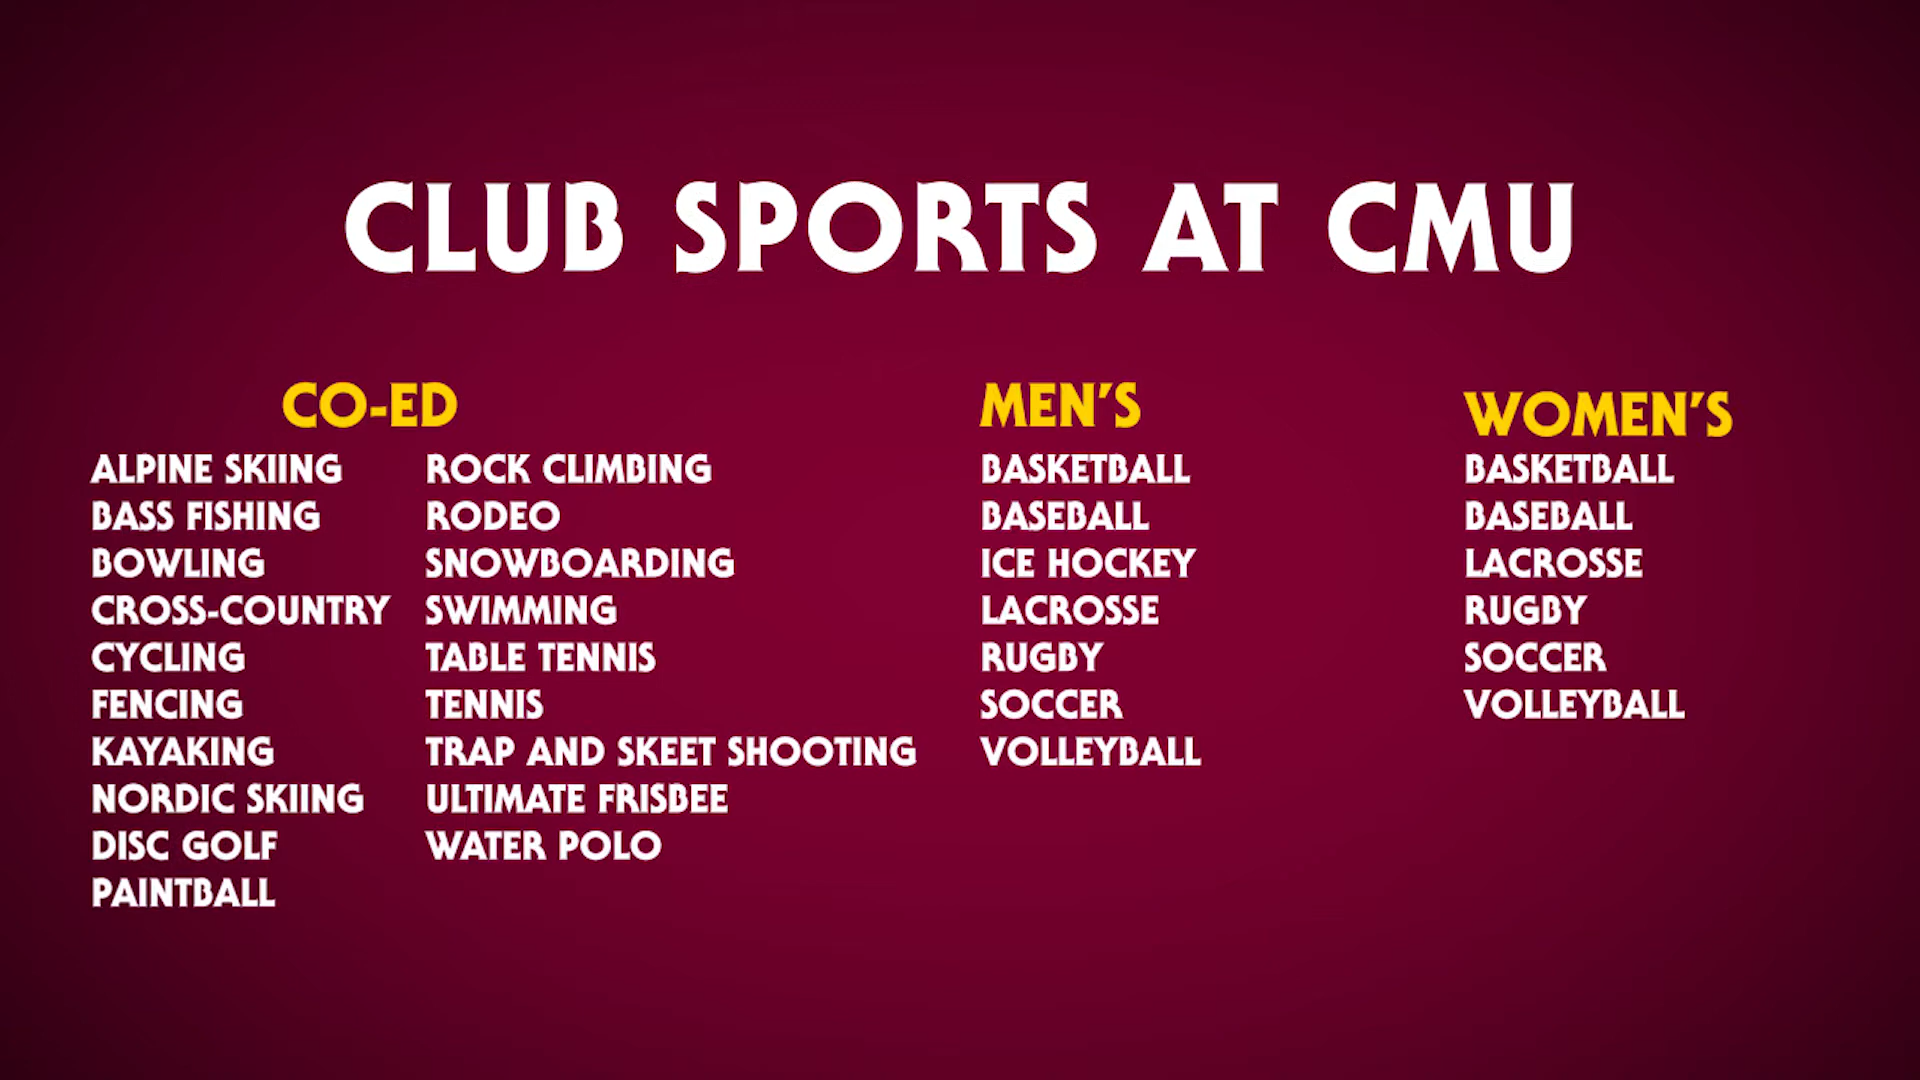 CLUB SPORTS AT CMU
CO-ED
ALPINE SKIING
BASS FISHING
BOWLING
CROSS-COUNTRY
CYCLING
FENCING
KAYAKING
NORDIC SKIING
DISC GOLF
PAINTBALL
ROCK CLIMBING
RODEO
SNOWBOARDING
SWIMMING
TABLE TENNIS
TENNIS
TRAP AND SKEET SHOOTING
ULTIMATE FRISBEE
WATER POLO
MEN'S
BASKETBALL
BASEBALL
ICE HOCKEY
LACROSSE
RUGBY
SOCCER
VOLLEYBALL
WOMEN'S
BASKETBALL
BASEBALL
LACROSSE
RUGBY
SOCCER
VOLLEYBALL